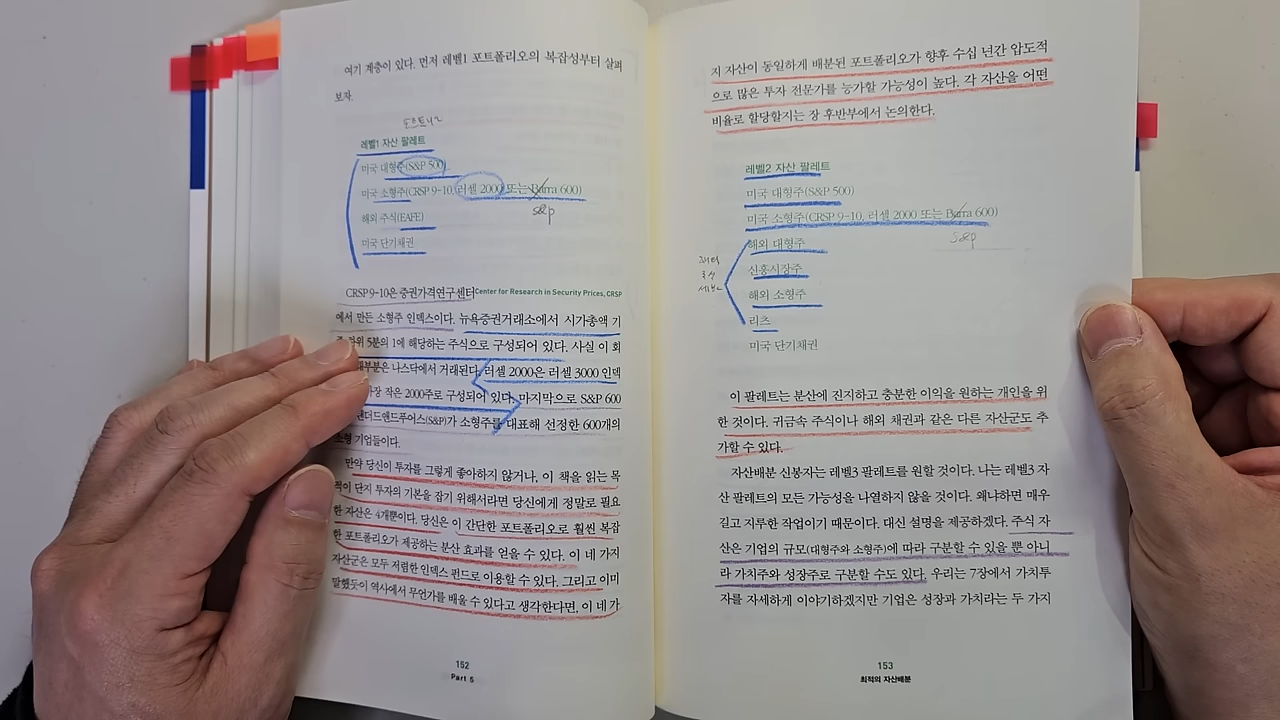 여기 계층이 있다. 먼저 레벨1 포트폴리오의 복잡성부터 살펴
보자.
레벨1 자산 팔레트
미국 대형주(S&P 500)
미국 소형주(CRSP 9-10, 러셀 2000 또는 Barra 600)
S&P
해외 주식(EAFE)
미국 단기채권
CRSP 9-10은 증권가격연구센터Center for Research in Security Prices, CRSP
에서 만든 소형주 인덱스이다. 뉴욕증권거래소에서 시가총액 기
5분의 1에 해당하는 주식으로 구성되어 있다. 사실 이 회
대부분은 나스닥에서 거래된다. 러셀 2000은 러셀 3000 인덱
작은 2000주로 구성되어 있다. 마지막으로 S&P 600
스탠더드앤드푸어스(S&P)가 소형주를 대표해 선정한 600개의
소형 기업들이다.
만약 당신이 투자를 그렇게 좋아하지 않거나, 이 책을 읽는 목
적이 단지 투자의 기본을 잡기 위해서라면 당신에게 정말로 필요
한 자산은 4개뿐이다. 당신은 이 간단한 포트폴리오로 훨씬 복잡
한 포트폴리오가 제공하는 분산 효과를 얻을 수 있다. 이 네 가지
자산군은 모두 저렴한 인덱스 펀드로 이용할 수 있다. 그리고 이미
말했듯이 역사에서 무언가를 배울 수 있다고 생각한다면, 이 네 가
152
Part 5
지 자산이 동일하게 배분된 포트폴리오가 향후 수십 년간 압도적
으로 많은 투자 전문가를 능가할 가능성이 높다. 각 자산을 어떤
비율로 할당할지는 장 후반부에서 논의한다.
레벨2 자산 팔레트
미국 대형주(S&P 500)
미국 소형주(CRSP 9-10, 러셀 2000 또는 Barra 600)
S&P
해외 대형주
신흥시장주
해외 소형주
리츠
미국 단기채권
이 팔레트는 분산에 진지하고 충분한 이익을 원하는 개인을 위
한 것이다. 귀금속 주식이나 해외 채권과 같은 다른 자산군도 추
가할 수 있다.
자산배분 신봉자는 레벨3 팔레트를 원할 것이다. 나는 레벨3 자
산 팔레트의 모든 가능성을 나열하지 않을 것이다. 왜냐하면 매우
길고 지루한 작업이기 때문이다. 대신 설명을 제공하겠다. 주식 자
산은 기업의 규모(대형주와 소형주)에 따라 구분할 수 있을 뿐 아니
라 가치주와 성장주로 구분할 수도 있다. 우리는 7장에서 가치투
자를 자세하게 이야기하겠지만 기업은 성장과 가치라는 두 가지
153
최적의 자산배분